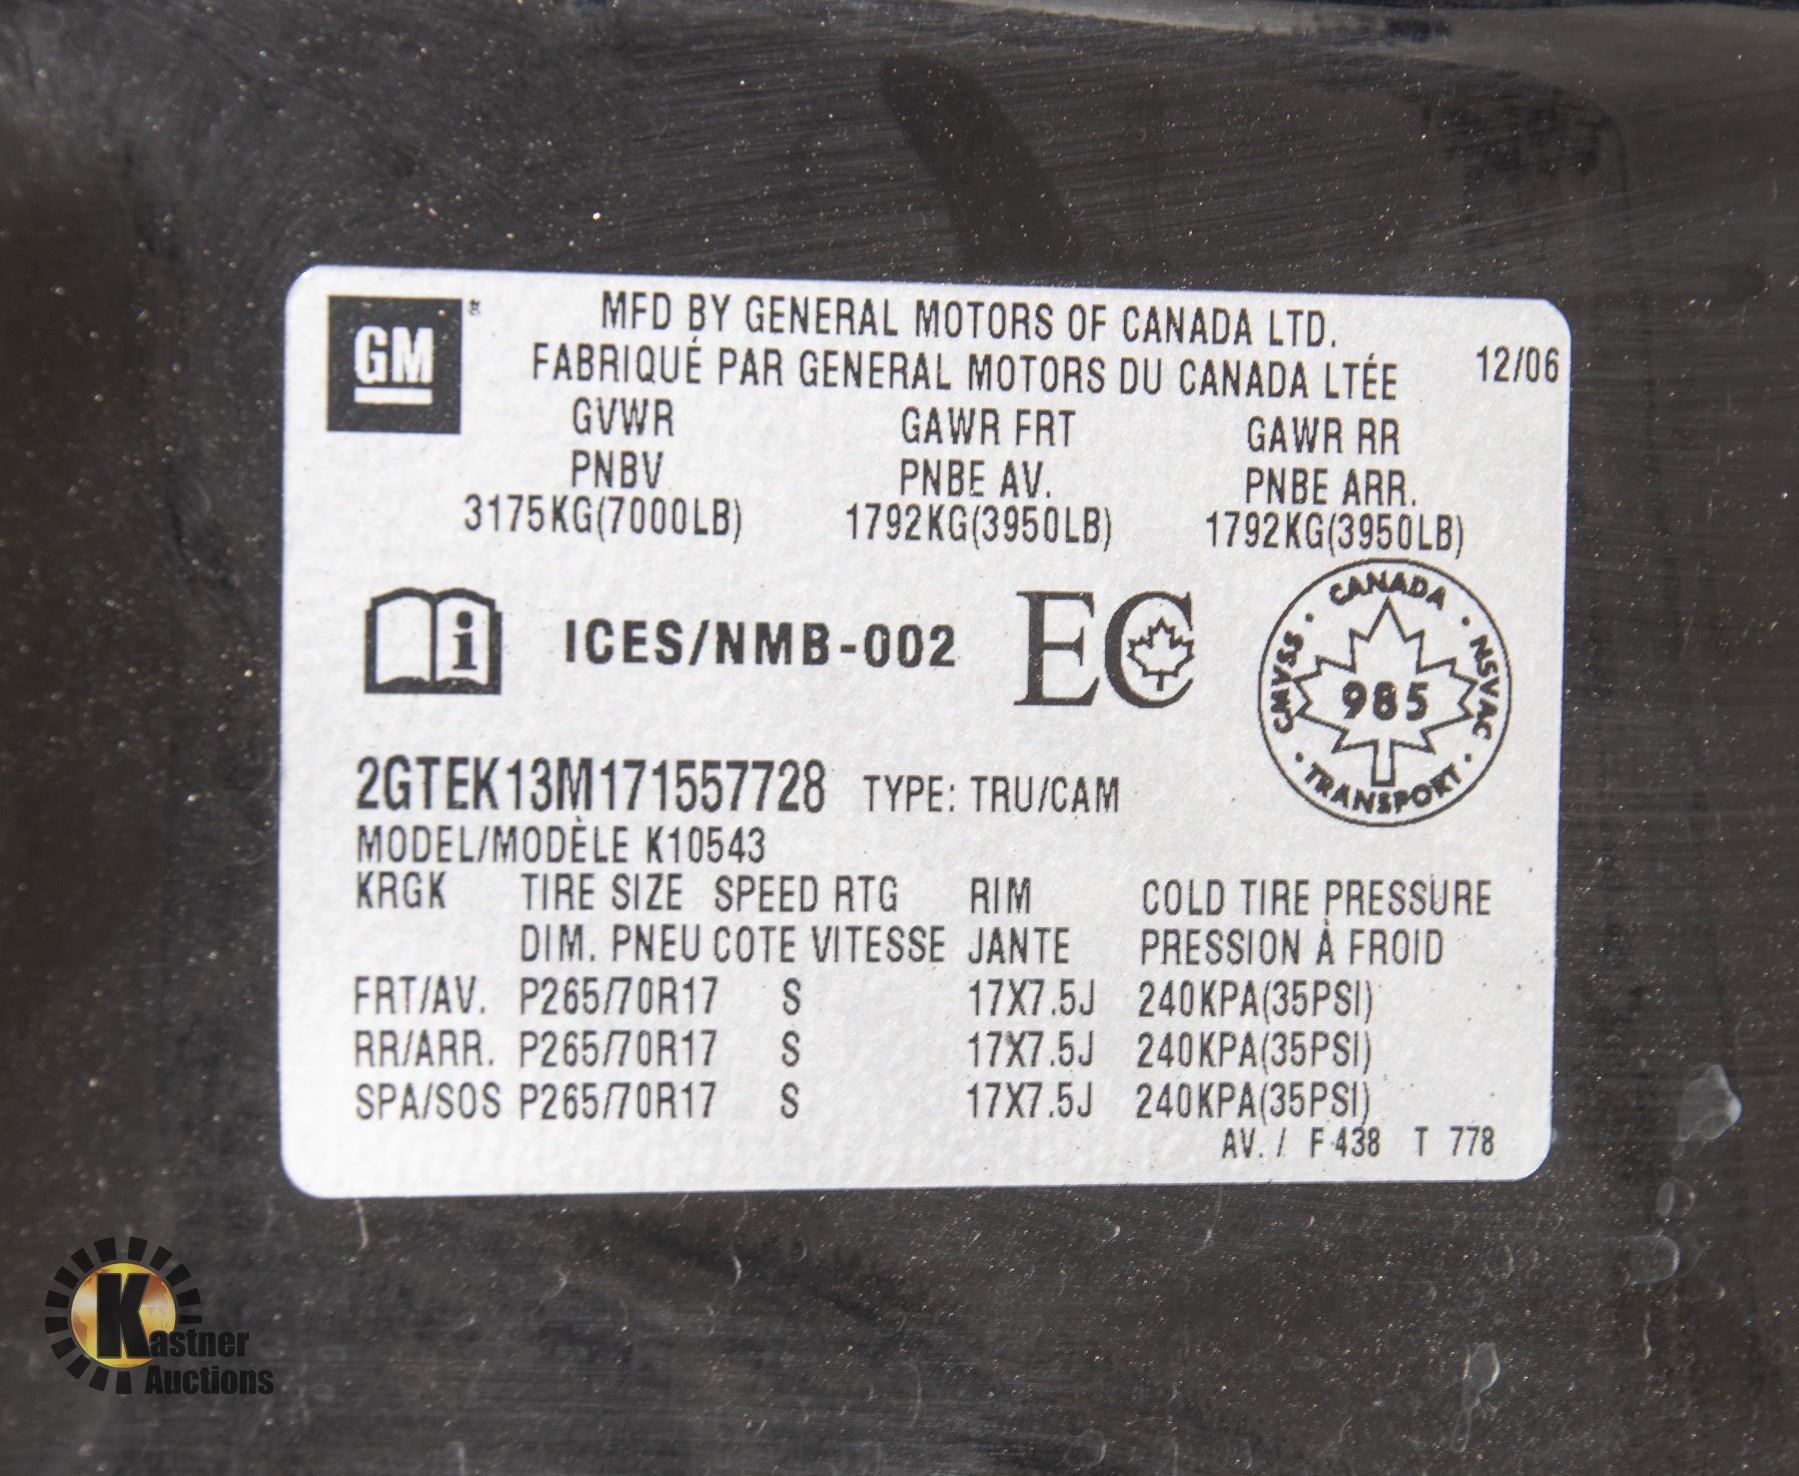 GM
MFD BY GENERAL MOTORS OF CANADA LTD.
FABRIQUÉ PAR GENERAL MOTORS DU CANADA LTÉE 12/06
GVWR GAWR FRT GAWR RR
PNBV PNBE AV. PNBE ARR.
3175KG(7000LB) 1792KG(3950LB) 1792KG(3950LB)
i ICES/NMB-002 EC
CANADA · NSVAC · TRANSPORT · CMVSS ·
985
2GTEK13M171557728 TYPE: TRU/CAM
MODEL/MODÈLE K10543
KRGK TIRE SIZE SPEED RTG RIM COLD TIRE PRESSURE
DIM. PNEU COTE VITESSE JANTE PRESSION À FROID
FRT/AV. P265/70R17 S 17X7.5J 240KPA(35PSI)
RR/ARR. P265/70R17 S 17X7.5J 240KPA(35PSI)
SPA/SOS P265/70R17 S 17X7.5J 240KPA(35PSI)
AV. / F 438 T 778
Kastner
Auctions